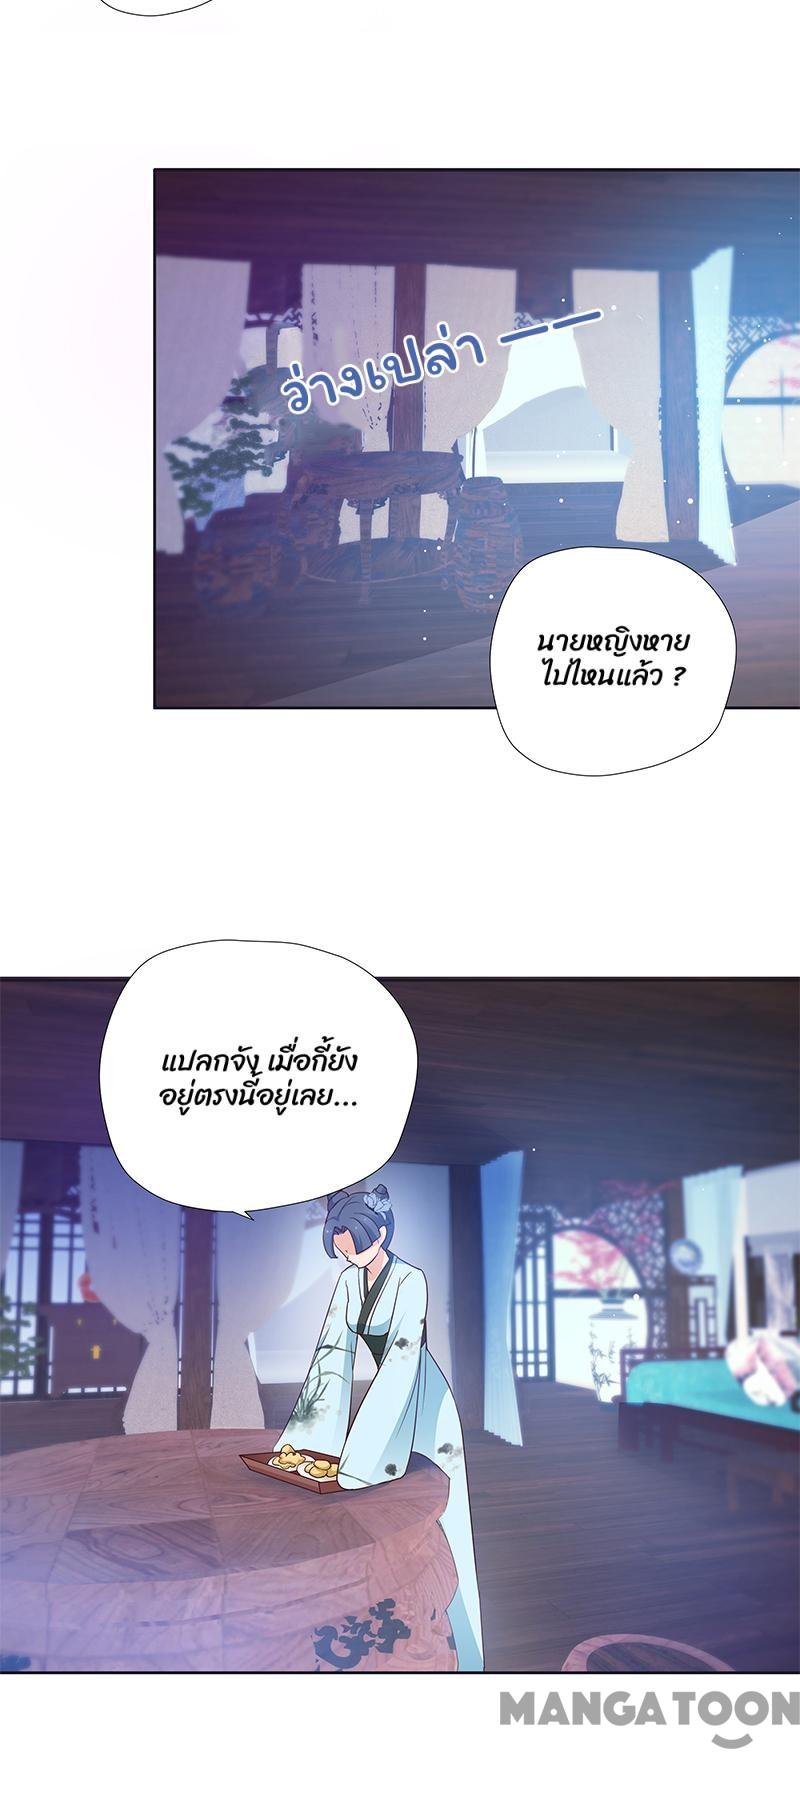 ว่างเปล่า ——
นายหญิงหาย
ไปไหนแล้ว ?
แปลกจัง เมื่อกี้ยัง
อยู่ตรงนี้อยู่เลย...
MANGATOON